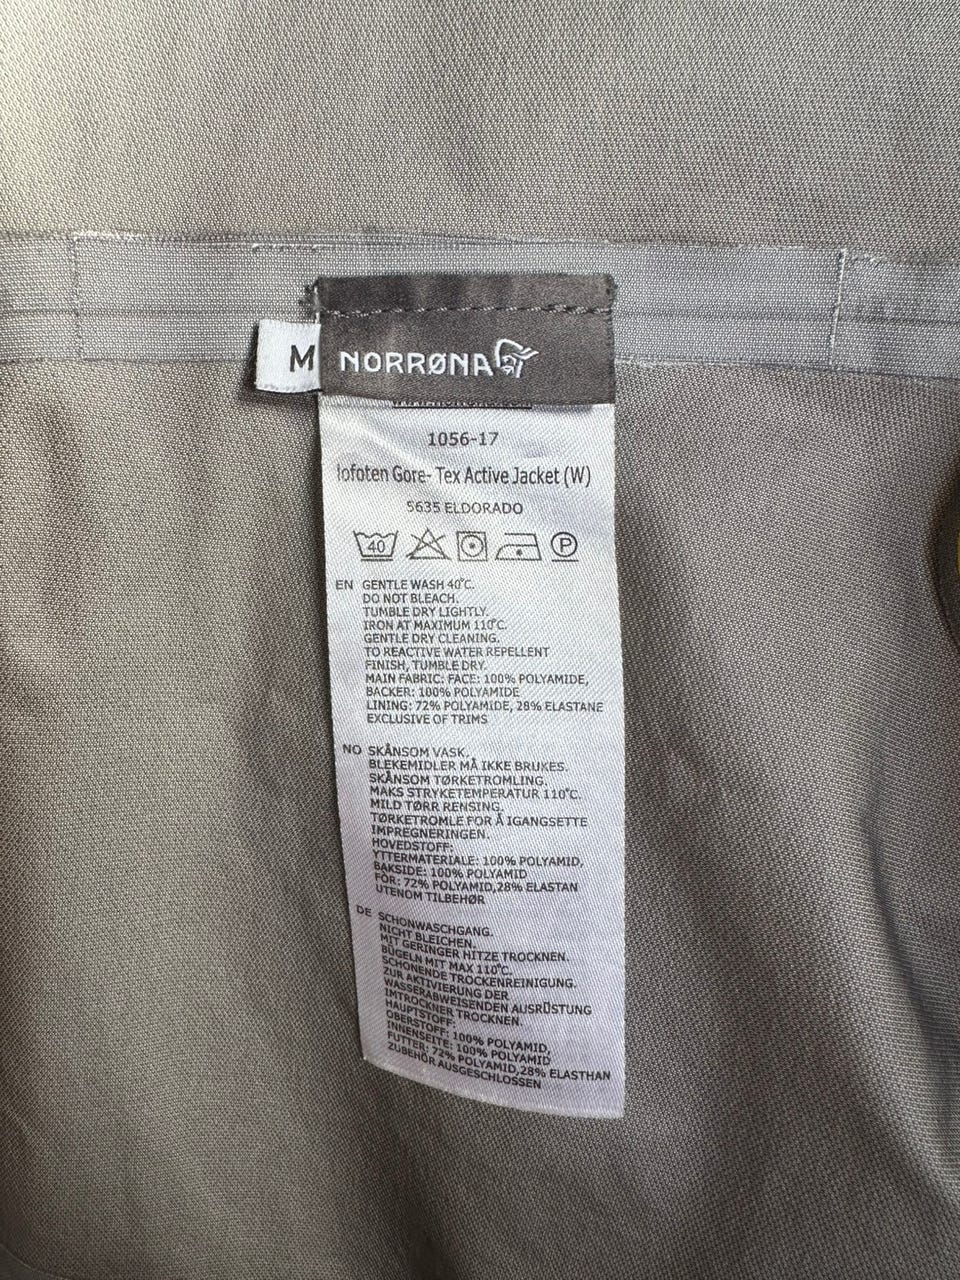 M
NORRØNA
1056-17
lofoten Gore- Tex Active Jacket (W)
5635 ELDORADO
40
P
EN GENTLE WASH 40°C.
DO NOT BLEACH.
TUMBLE DRY LIGHTLY.
IRON AT MAXIMUM 110°C.
GENTLE DRY CLEANING.
TO REACTIVE WATER REPELLENT
FINISH, TUMBLE DRY.
MAIN FABRIC: FACE: 100% POLYAMIDE,
BACKER: 100% POLYAMIDE
LINING: 72% POLYAMIDE, 28% ELASTANE
EXCLUSIVE OF TRIMS
NO SKÅNSOM VASK.
BLEKEMIDLER MÅ IKKE BRUKES.
SKÅNSOM TØRKETROMLING.
MAKS STRYKETEMPERATUR 110°C.
MILD TØRR RENSING.
TØRKETROMLE FOR Å IGANGSETTE
IMPREGNERINGEN.
HOVEDSTOFF:
YTTERMATERIALE: 100% POLYAMID,
BAKSIDE: 100% POLYAMID
FÖR: 72% POLYAMID,28% ELASTAN
UTENOM TILBEHØR
DE SCHONWASCHGANG.
NICHT BLEICHEN.
MIT GERINGER HITZE TROCKNEN.
BÜGELN MIT MAX 110°C.
SCHONENDE TROCKENREINIGUNG.
ZUR AKTIVIERUNG DER
WASSERABWEISENDEN AUSRÜSTUNG
IMTROCKNER TROCKNEN.
HAUPTSTOFF:
OBERSTOFF: 100% POLYAMID,
INNENSEITE: 100% POLYAMID
FUTTER: 72% POLYAMID,28% ELASTHAN
ZUBEHÖR AUSGESCHLOSSEN